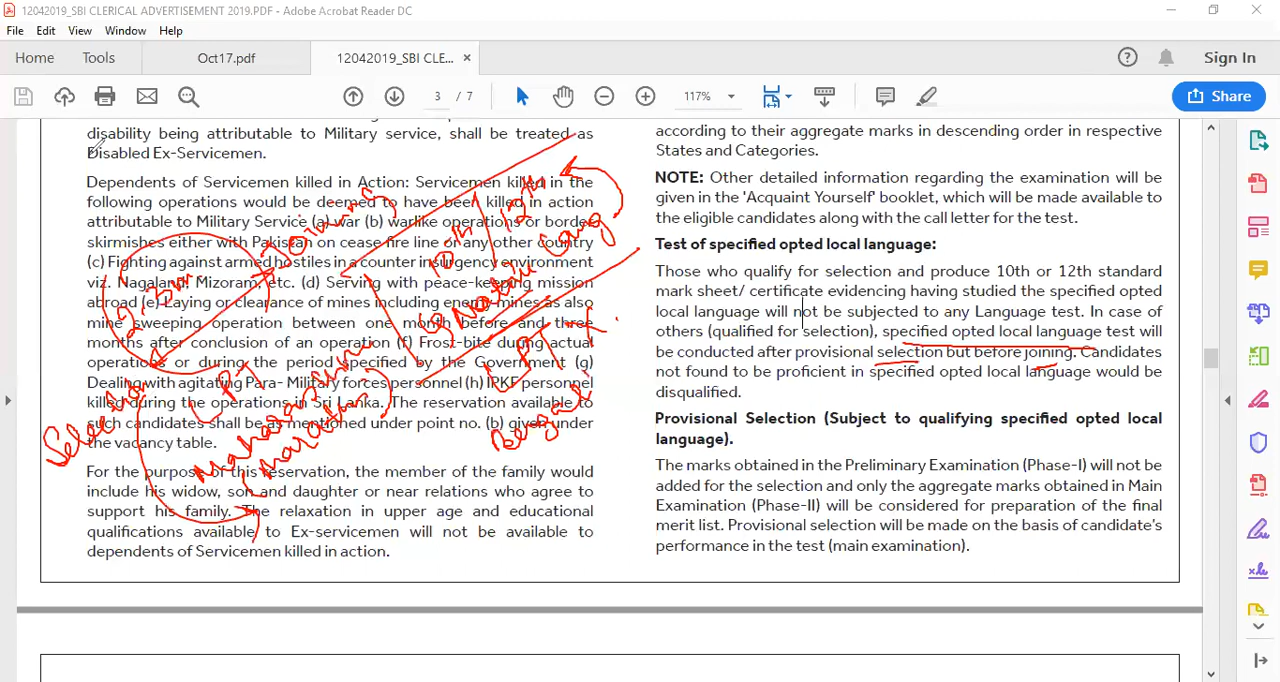 12042019_SBI CLERICAL ADVERTISEMENT 2019.PDF - Adobe Acrobat Reader DC
File Edit View Window Help
Home Tools Oct17.pdf 12042019_SBI CLE... × Sign In
3 / 7 117% Share
disability being attributable to Military service, shall be treated as
Disabled Ex-Servicemen.
Dependents of Servicemen killed in Action: Servicemen killed in the
following operations would be deemed to have been killed in action
attributable to Military Service (a) war (b) warlike operations or border
skirmishes either with Pakistan on cease fire line or any other country
(c) Fighting against armed hostiles in a counter insurgency environment
viz. Nagaland, Mizoram, etc. (d) Serving with peace-keeping mission
abroad (e) Laying or clearance of mines including enemy mines as also
mine sweeping operation between one month before and three
months after conclusion of an operation (f) Frost-bite during actual
operations or during the period specified by the Government (g)
Dealing with agitating Para- Military forces personnel (h) IPKF personnel
killed during the operations in Sri Lanka. The reservation available to
such candidates shall be as mentioned under point no. (b) given under
the vacancy table.
For the purpose of this reservation, the member of the family would
include his widow, son and daughter or near relations who agree to
support his family. The relaxation in upper age and educational
qualifications available to Ex-servicemen will not be available to
dependents of Servicemen killed in action.
Joining
10th / 12th
Selection
LPT
Maharashtra
(Marathi)
LPT
Bengal
according to their aggregate marks in descending order in respective
States and Categories.
NOTE: Other detailed information regarding the examination will be
given in the 'Acquaint Yourself' booklet, which will be made available to
the eligible candidates along with the call letter for the test.
Test of specified opted local language:
Those who qualify for selection and produce 10th or 12th standard
mark sheet/ certificate evidencing having studied the specified opted
local language will not be subjected to any Language test. In case of
others (qualified for selection), specified opted local language test will
be conducted after provisional selection but before joining. Candidates
not found to be proficient in specified opted local language would be
disqualified.
Provisional Selection (Subject to qualifying specified opted local
language).
The marks obtained in the Preliminary Examination (Phase-I) will not be
added for the selection and only the aggregate marks obtained in Main
Examination (Phase-II) will be considered for preparation of the final
merit list. Provisional selection will be made on the basis of candidate's
performance in the test (main examination).